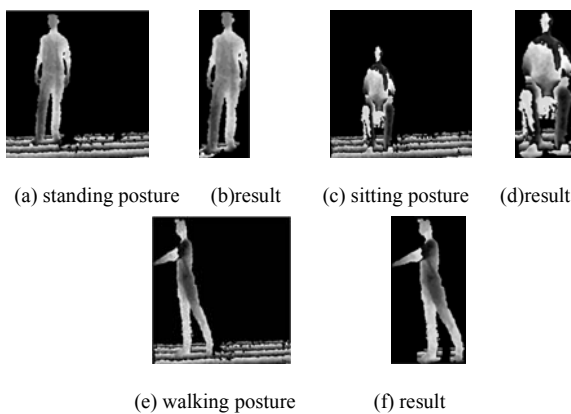 (a) standing posture (b)result (c) sitting posture (d)result
(e) walking posture (f) result